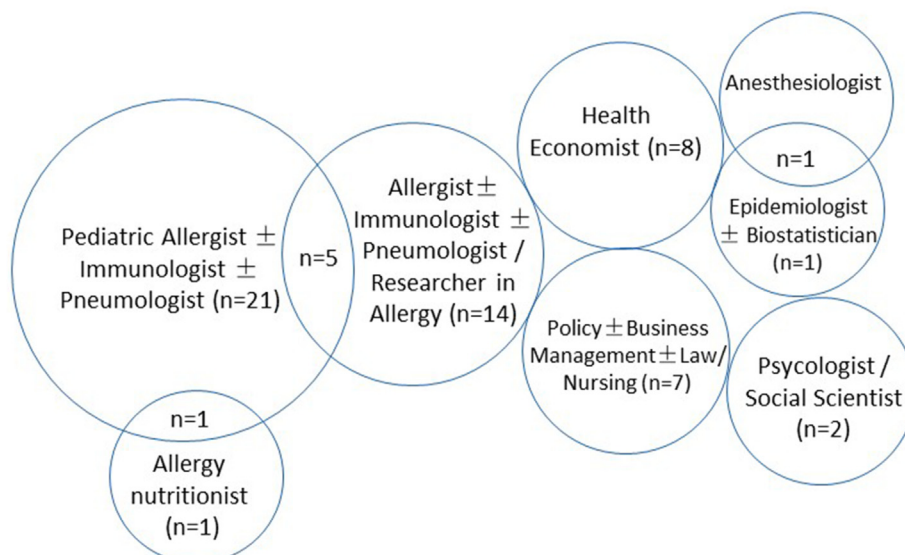 Pediatric Allergist ±
Immunologist ±
Pneumologist (n=21)
n=5
Allergist ±
Immunologist ±
Pneumologist /
Researcher in
Allergy (n=14)
n=1
Allergy
nutritionist
(n=1)
Health
Economist (n=8)
Policy ± Business
Management ± Law/
Nursing (n=7)
Anesthesiologist
n=1
Epidemiologist
± Biostatistician
(n=1)
Psycologist /
Social Scientist
(n=2)